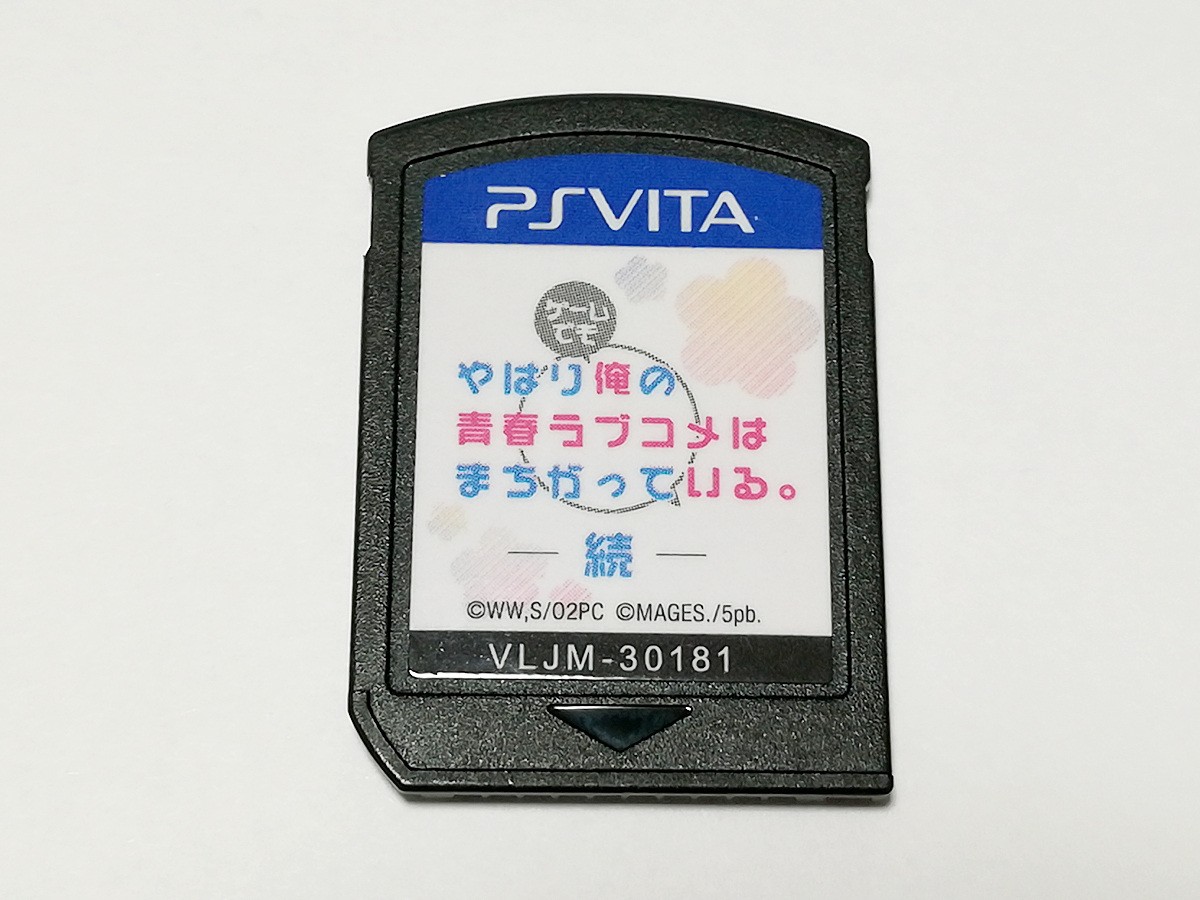 PSVITA
ゲーム
でも
やはり俺の
青春ラブコメは
まちがっている。
続
©WW,S/O2PC ©MAGES./5pb.
VLJM-30181